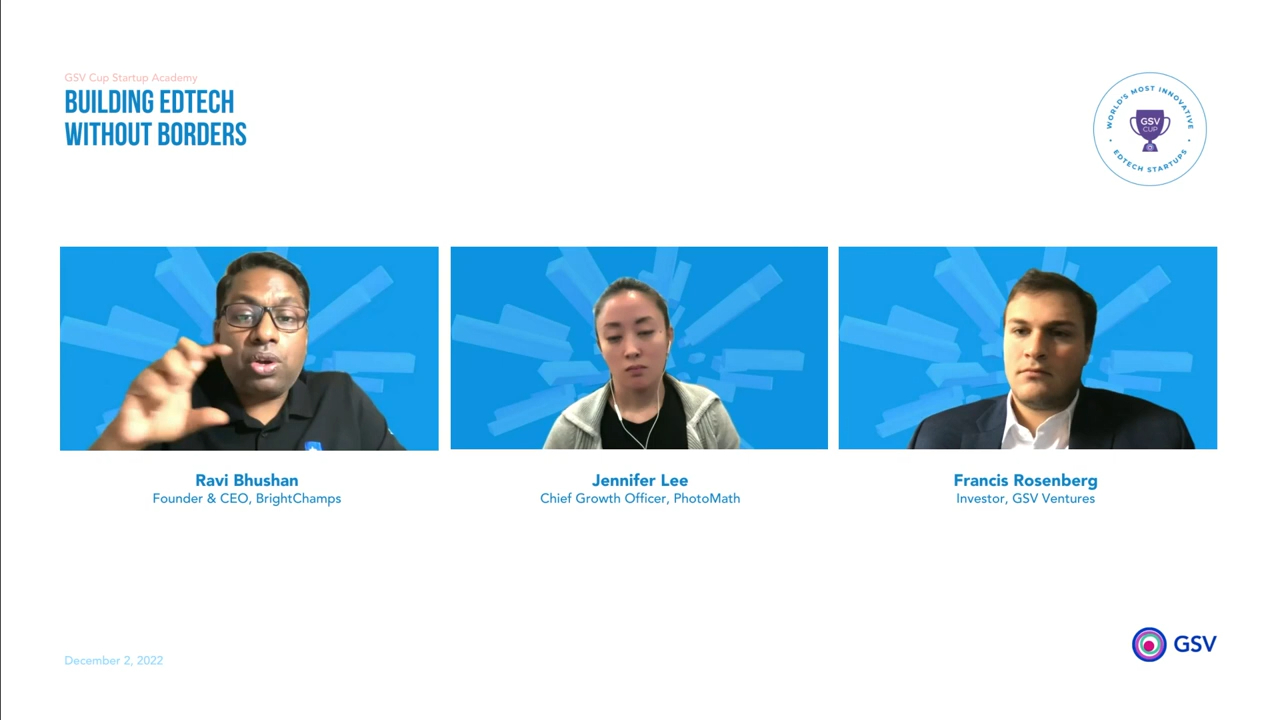 GSV Cup Startup Academy
BUILDING EDTECH
WITHOUT BORDERS
WORLD'S MOST INNOVATIVE
GSV
CUP
EDTECH STARTUPS
Ravi Bhushan
Founder & CEO, BrightChamps
Jennifer Lee
Chief Growth Officer, PhotoMath
Francis Rosenberg
Investor, GSV Ventures
December 2, 2022
GSV